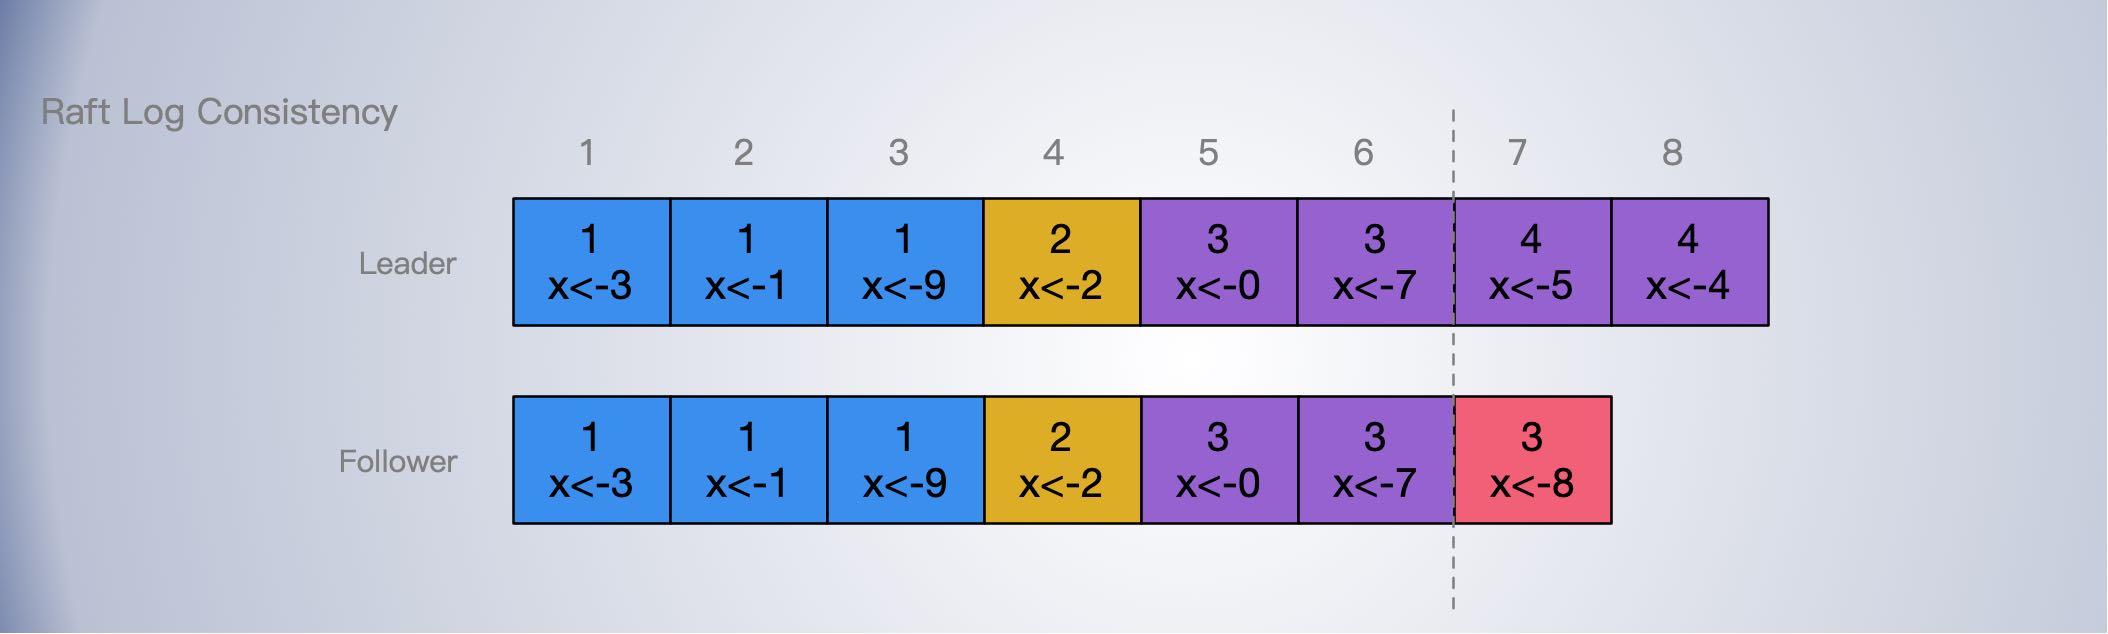 Raft Log Consistency
1 2 3 4 5 6 7 8
Leader
1 1 1 2 3 3 4 4
x<-3 x<-1 x<-9 x<-2 x<-0 x<-7 x<-5 x<-4
Follower
1 1 1 2 3 3 3
x<-3 x<-1 x<-9 x<-2 x<-0 x<-7 x<-8